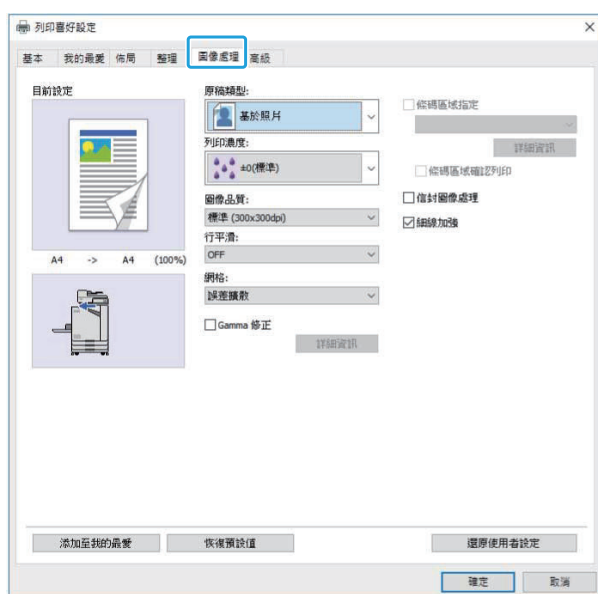 列印喜好設定
基本 我的最愛 佈局 整理 圖像處理 高級
目前設定
A4 -> A4 (100%)
原稿類型:
基於照片
列印濃度:
±0(標準)
圖像品質:
標準 (300x300dpi)
行平滑:
OFF
網格:
誤差擴散
Gamma 修正
詳細資訊
條碼區域指定
詳細資訊
條碼區域確認列印
信封圖像處理
細線加強
添加至我的最愛 恢復預設值 還原使用者設定
確定 取消